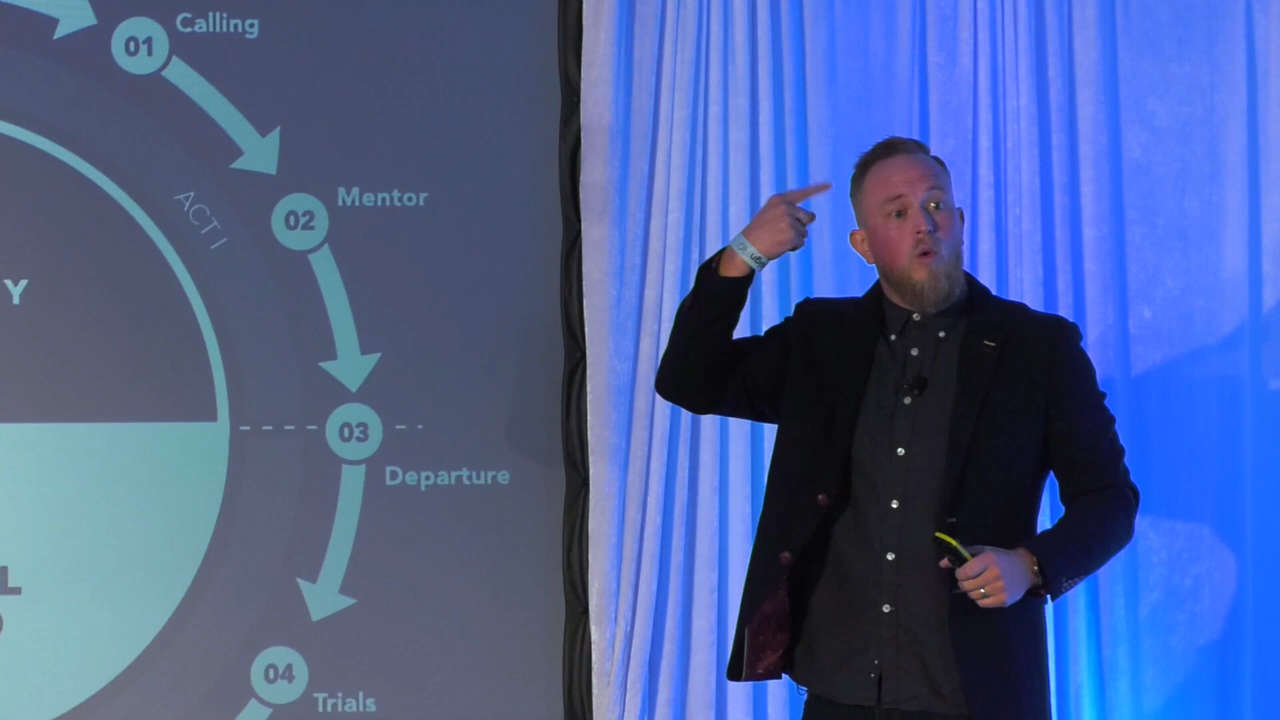 01 Calling
02 Mentor
ACT I
Y
03
Departure
L
04
Trials